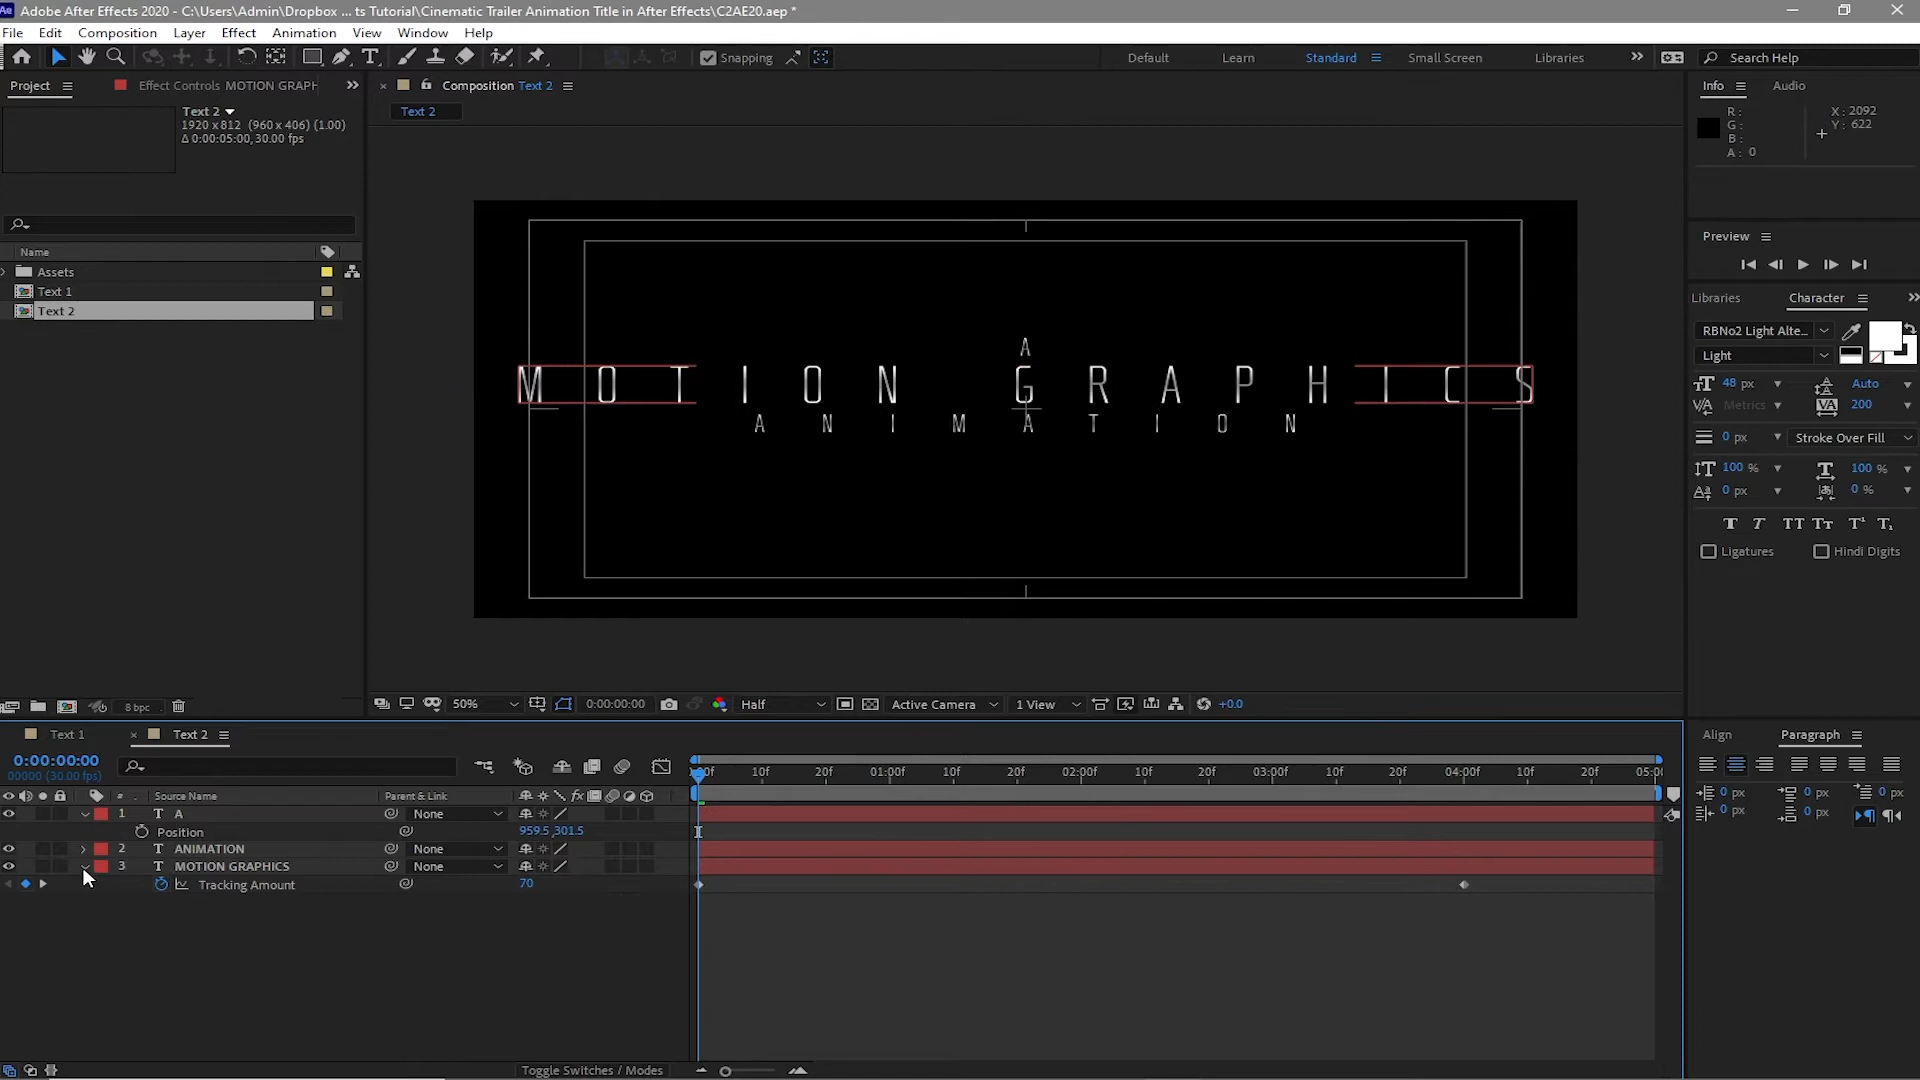 Adobe After Effects 2020 - C:\Users\Admin\Dropbox ... ts Tutorial\Cinematic Trailer Animation Title in After Effects\C2AE20.aep *
File Edit Composition Layer Effect Animation View Window Help
Snapping Default Learn Standard Small Screen Libraries Search Help
Project Effect Controls MOTION GRAPH Composition Text 2 Info Audio
Text 2
1920 x 812 (960 x 406) (1.00)
Δ 0:00:05:00, 30.00 fps
Text 2
R: X: 2092
G: Y: 622
B:
A: 0
Preview
Name
Assets
Text 1
Text 2
Libraries Character
RBNo2 Light Alte...
Light
48 px Auto
Metrics 200
0 px Stroke Over Fill
100 % 100 %
0 px 0 %
T T TT TT T¹ T₁
Ligatures Hindi Digits
A
MOTION GRAPHICS
ANIMATION
8 bpc 50% 0:00:00:00 Half Active Camera 1 View +0.0
Text 1 Text 2 Align Paragraph
0:00:00:00
00000 (30.00 fps)
10f 20f 01:00f 10f 20f 02:00f 10f 20f 03:00f 10f 20f 04:00f 10f 20f
# Source Name Parent & Link fx
0 px 0 px 0 px
0 px 0 px
1 T A None
Position 959.5,301.5
2 T ANIMATION None
3 T MOTION GRAPHICS None
Tracking Amount 70
Toggle Switches / Modes